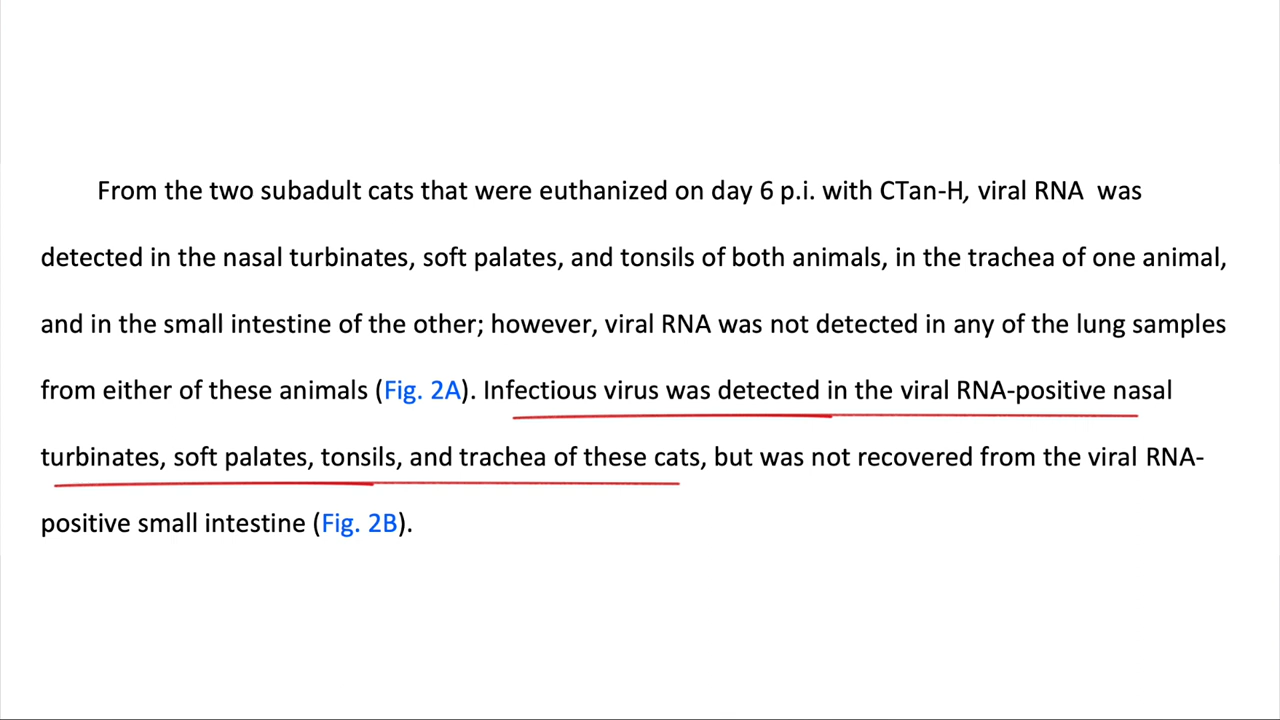 From the two subadult cats that were euthanized on day 6 p.i. with CTan-H, viral RNA was
detected in the nasal turbinates, soft palates, and tonsils of both animals, in the trachea of one animal,
and in the small intestine of the other; however, viral RNA was not detected in any of the lung samples
from either of these animals (Fig. 2A). Infectious virus was detected in the viral RNA-positive nasal
turbinates, soft palates, tonsils, and trachea of these cats, but was not recovered from the viral RNA-
positive small intestine (Fig. 2B).